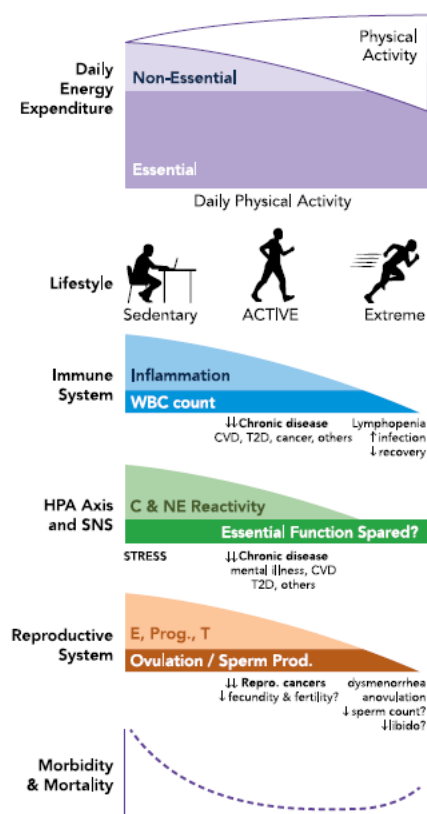 Daily
Energy
Expenditure
Physical
Activity
Non-Essential
Essential
Daily Physical Activity
Lifestyle
Sedentary
ACTIVE
Extreme
Immune
System
Inflammation
WBC count
↓↓ Chronic disease
CVD, T2D, cancer, others
Lymphopenia
↑ infection
↓ recovery
HPA Axis
and SNS
C & NE Reactivity
Essential Function Spared?
STRESS
↓↓ Chronic disease
mental illness, CVD
T2D, others
Reproductive
System
E, Prog., T
Ovulation / Sperm Prod.
↓↓ Repro. cancers
↓ fecundity & fertility?
dysmenorrhea
anovulation
↓ sperm count?
↓ libido?
Morbidity
& Mortality